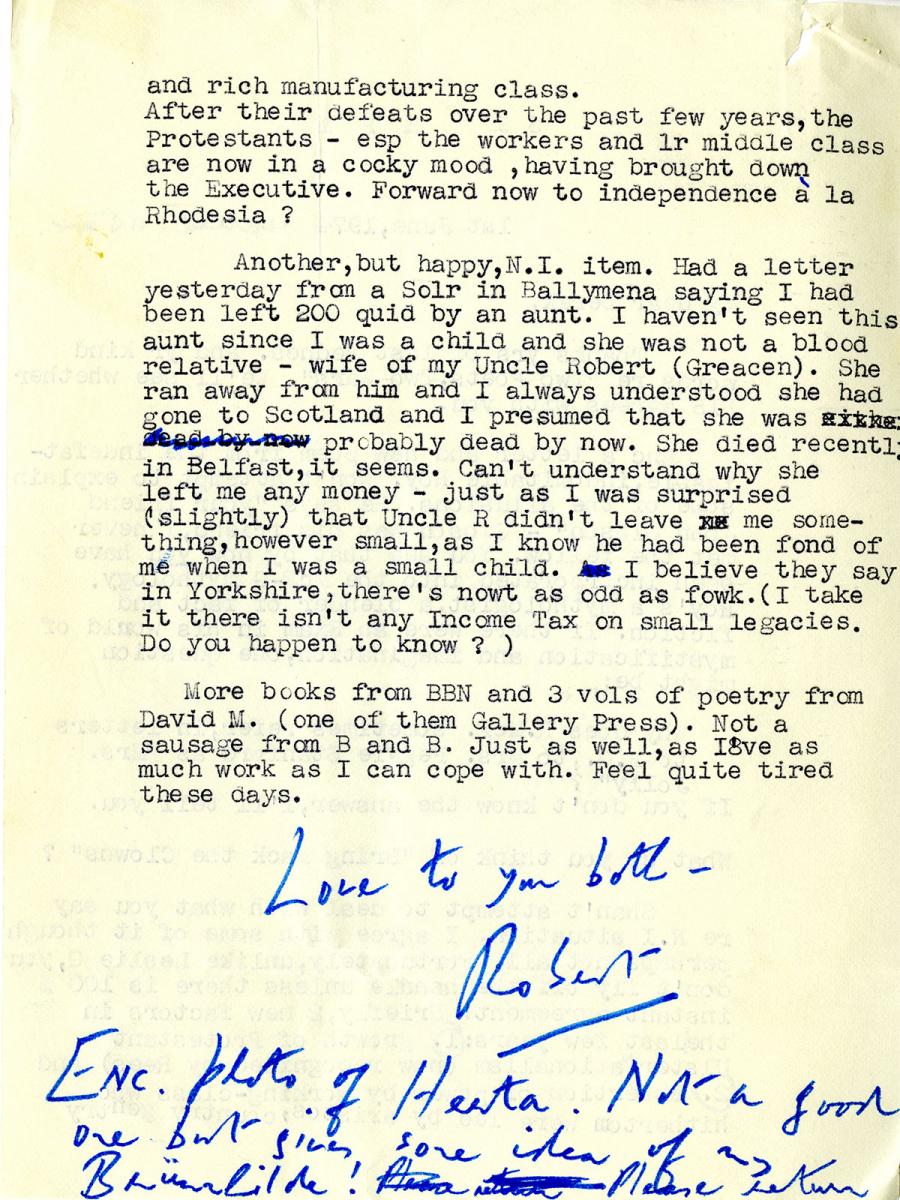 and rich manufacturing class.
After their defeats over the past few years,the
Protestants - esp the workers and lr middle class
are now in a cocky mood ,having brought down
the Executive. Forward now to independence à la
Rhodesia ?
Another,but happy,N.I. item. Had a letter
yesterday from a Solr in Ballymena saying I had
been left 200 quid by an aunt. I haven't seen this
aunt since I was a child and she was not a blood
relative - wife of my Uncle Robert (Greacen). She
ran away from him and I always understood she had
gone to Scotland and I presumed that she was either
dead by now probably dead by now. She died recently
in Belfast,it seems. Can't understand why she
left me any money - just as I was surprised
(slightly) that Uncle R didn't leave me some-
thing,however small,as I know he had been fond of
me when I was a small child. As I believe they say
in Yorkshire,there's nowt as odd as fowk.(I take
it there isn't any Income Tax on small legacies.
Do you happen to know ? )
More books from BBN and 3 vols of poetry from
David M. (one of them Gallery Press). Not a
sausage from B and B. Just as well,as I8ve as
much work as I can cope with. Feel quite tired
these days.
Love to you both -
Robert
Enc. photo of Herta. Not a good
one but gives some idea of my
Brünnhilde! Please return